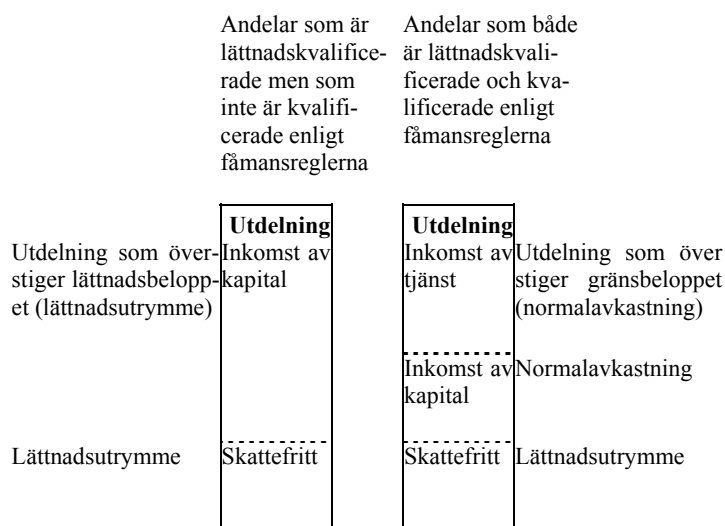 Andelar som är
lättnadskvalifice-
rade men som
inte är kvalifi-
cerade enligt
fåmansreglerna
Andelar som både
är lättnadskvali-
ficerade och kva-
lificerade enligt
fåmansreglerna
Utdelning
Utdelning
Utdelning som över-
stiger lättnadsbelopp-
et (lättnadsutrymme)
Inkomst av
kapital
Inkomst av
tjänst
Utdelning som över
stiger gränsbeloppet
(normalavkastning)
Inkomst av
kapital
Normalavkastning
Lättnadsutrymme
Skattefritt
Skattefritt
Lättnadsutrymme